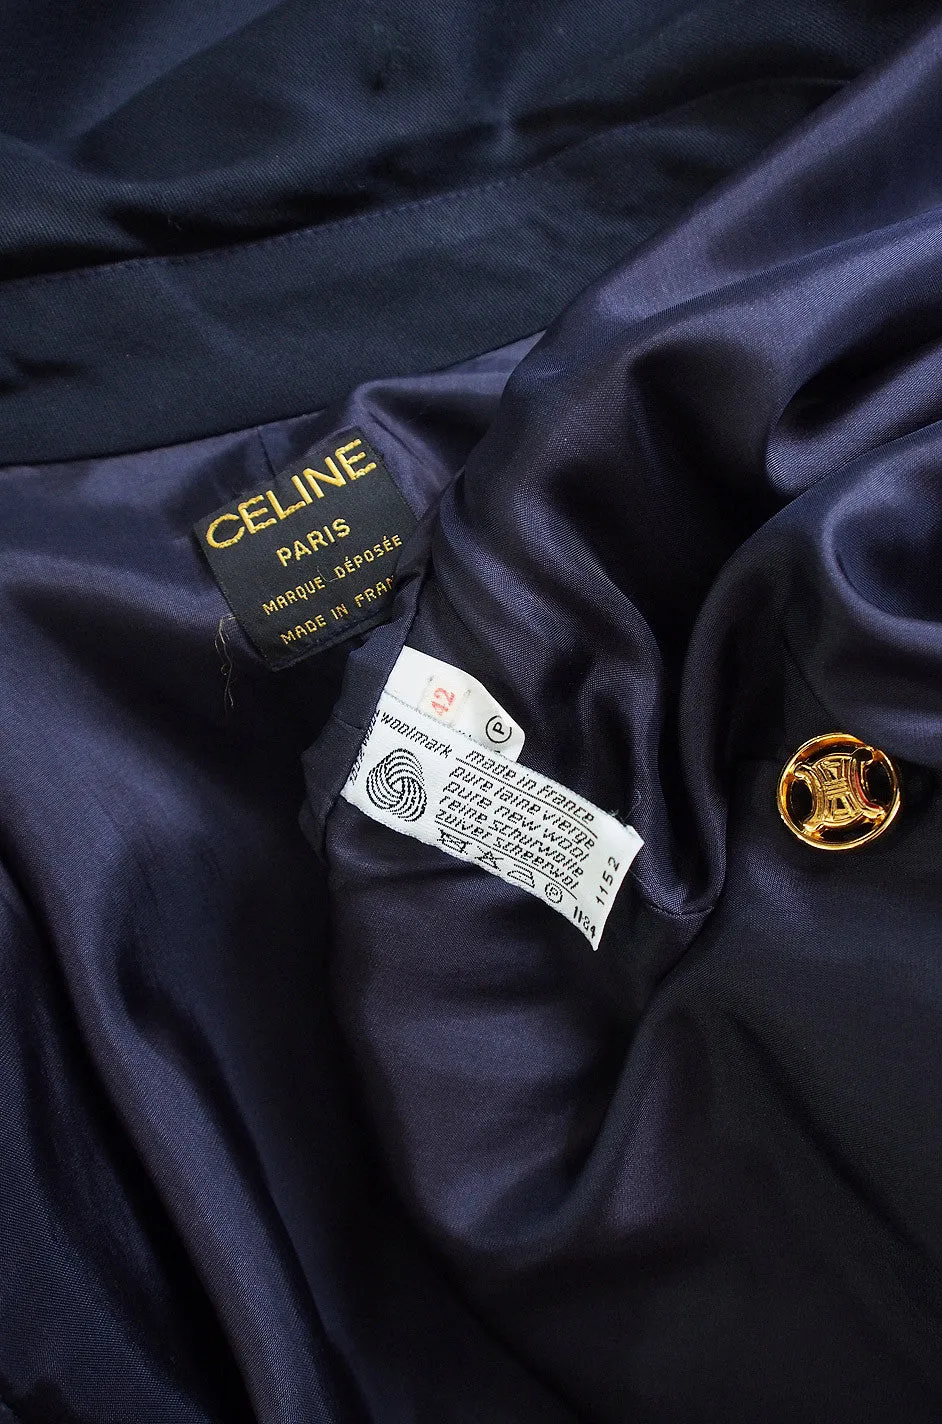 CELINE
PARIS
MARQUE DÉPOSÉE
MADE IN FRAN
42
P
woolmark
made in france
pure laine vierge
pure new wool
reine schurwolle
zuiver scheerwol
P
1184
1152